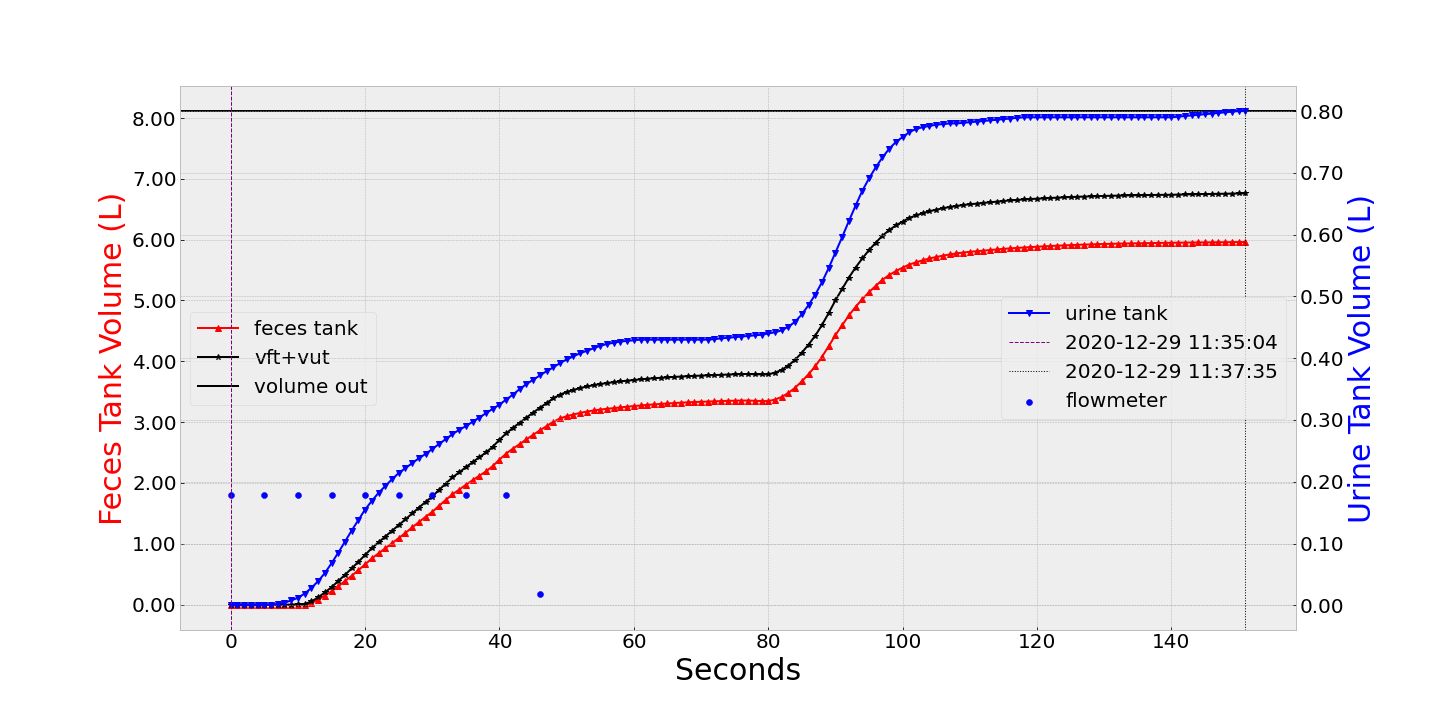 8.00
7.00
6.00
5.00
4.00
3.00
2.00
1.00
0.00
Feces Tank Volume (L)
feces tank
vft+vut
volume out
urine tank
2020-12-29 11:35:04
2020-12-29 11:37:35
flowmeter
0.80
0.70
0.60
0.50
0.40
0.30
0.20
0.10
0.00
Urine Tank Volume (L)
0 20 40 60 80 100 120 140
Seconds